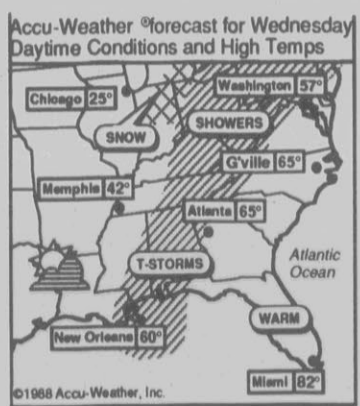 Accu-Weather ®forecast for Wednesday
Daytime Conditions and High Temps
Washington 57°
Chicago 25°
SNOW
SHOWERS
G'ville 65°
Memphis 42°
Atlanta 65°
Atlantic
Ocean
T-STORMS
WARM
New Orleans 60°
Miami 82°
©1988 Accu-Weather, Inc.